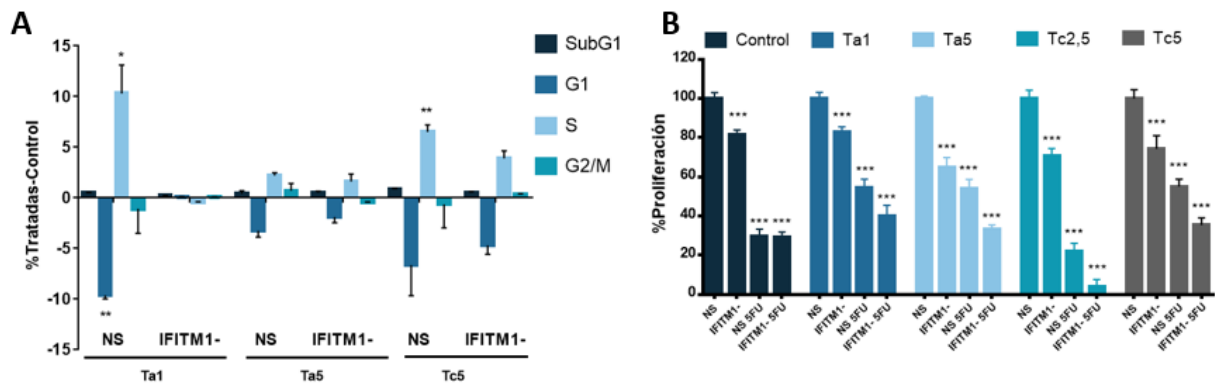 A
%Tratadas-Control
15
10
5
0
-5
-10
-15
*
**
**
SubG1
G1
S
G2/M
NS IFITM1- NS IFITM1- NS IFITM1-
Ta1 Ta5 Tc5
B
Control Ta1 Ta5 Tc2,5 Tc5
%Proliferación
120
100
80
60
40
20
0
*** *** ***
*** *** ***
*** *** ***
*** *** ***
*** *** ***
NS IFITM1- NS 5FU IFITM1- 5FU NS IFITM1- NS 5FU IFITM1- 5FU NS IFITM1- NS 5FU IFITM1- 5FU NS IFITM1- NS 5FU IFITM1- 5FU NS IFITM1- NS 5FU IFITM1- 5FU